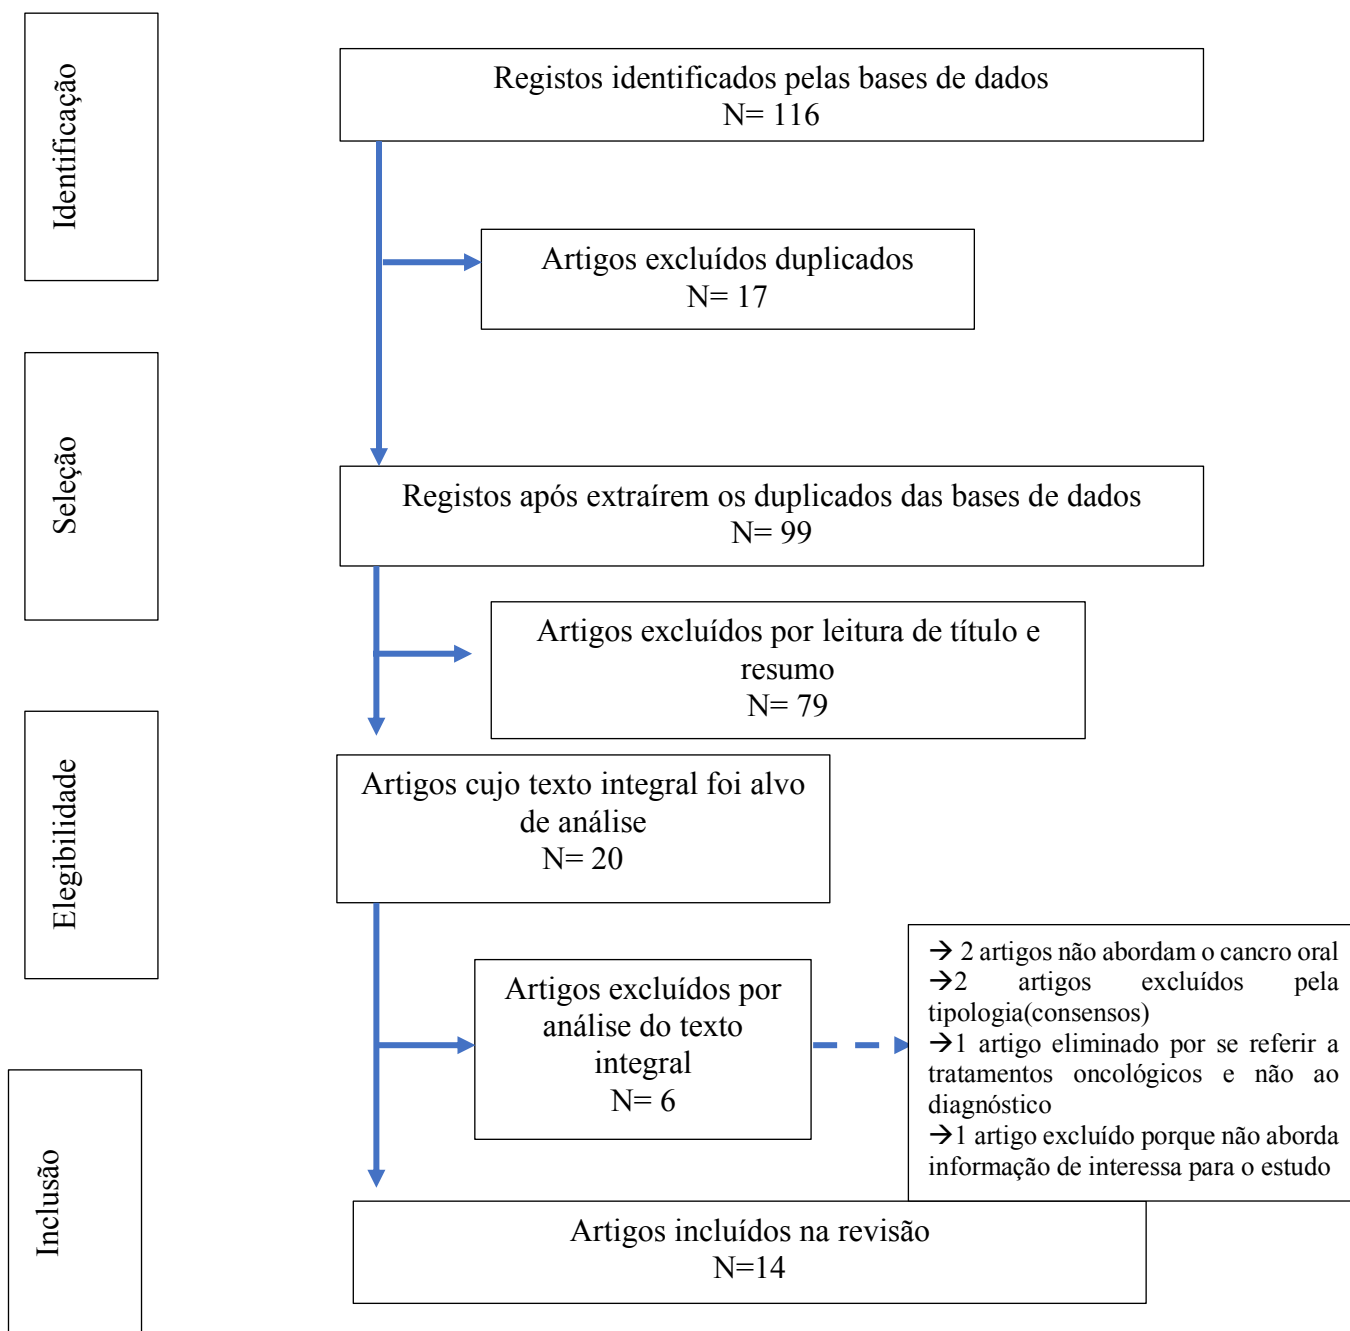 Identificação
Registos identificados pelas bases de dados
N= 116
Artigos excluídos duplicados
N= 17
Seleção
Registos após extraírem os duplicados das bases de dados
N= 99
Artigos excluídos por leitura de título e
resumo
N= 79
Elegibilidade
Artigos cujo texto integral foi alvo
de análise
N= 20
Artigos excluídos por
análise do texto
integral
N= 6
→ 2 artigos não abordam o cancro oral
→2 artigos excluídos pela
tipologia(consensos)
→1 artigo eliminado por se referir a
tratamentos oncológicos e não ao
diagnóstico
→1 artigo excluído porque não aborda
informação de interessa para o estudo
Inclusão
Artigos incluídos na revisão
N=14